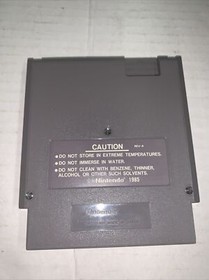 CAUTION
REV-A
•DO NOT STORE IN EXTREME TEMPERATURES.
•DO NOT IMMERSE IN WATER.
•DO NOT CLEAN WITH BENZENE, THINNER,
ALCOHOL OR OTHER SUCH SOLVENTS.
©Nintendo 1985